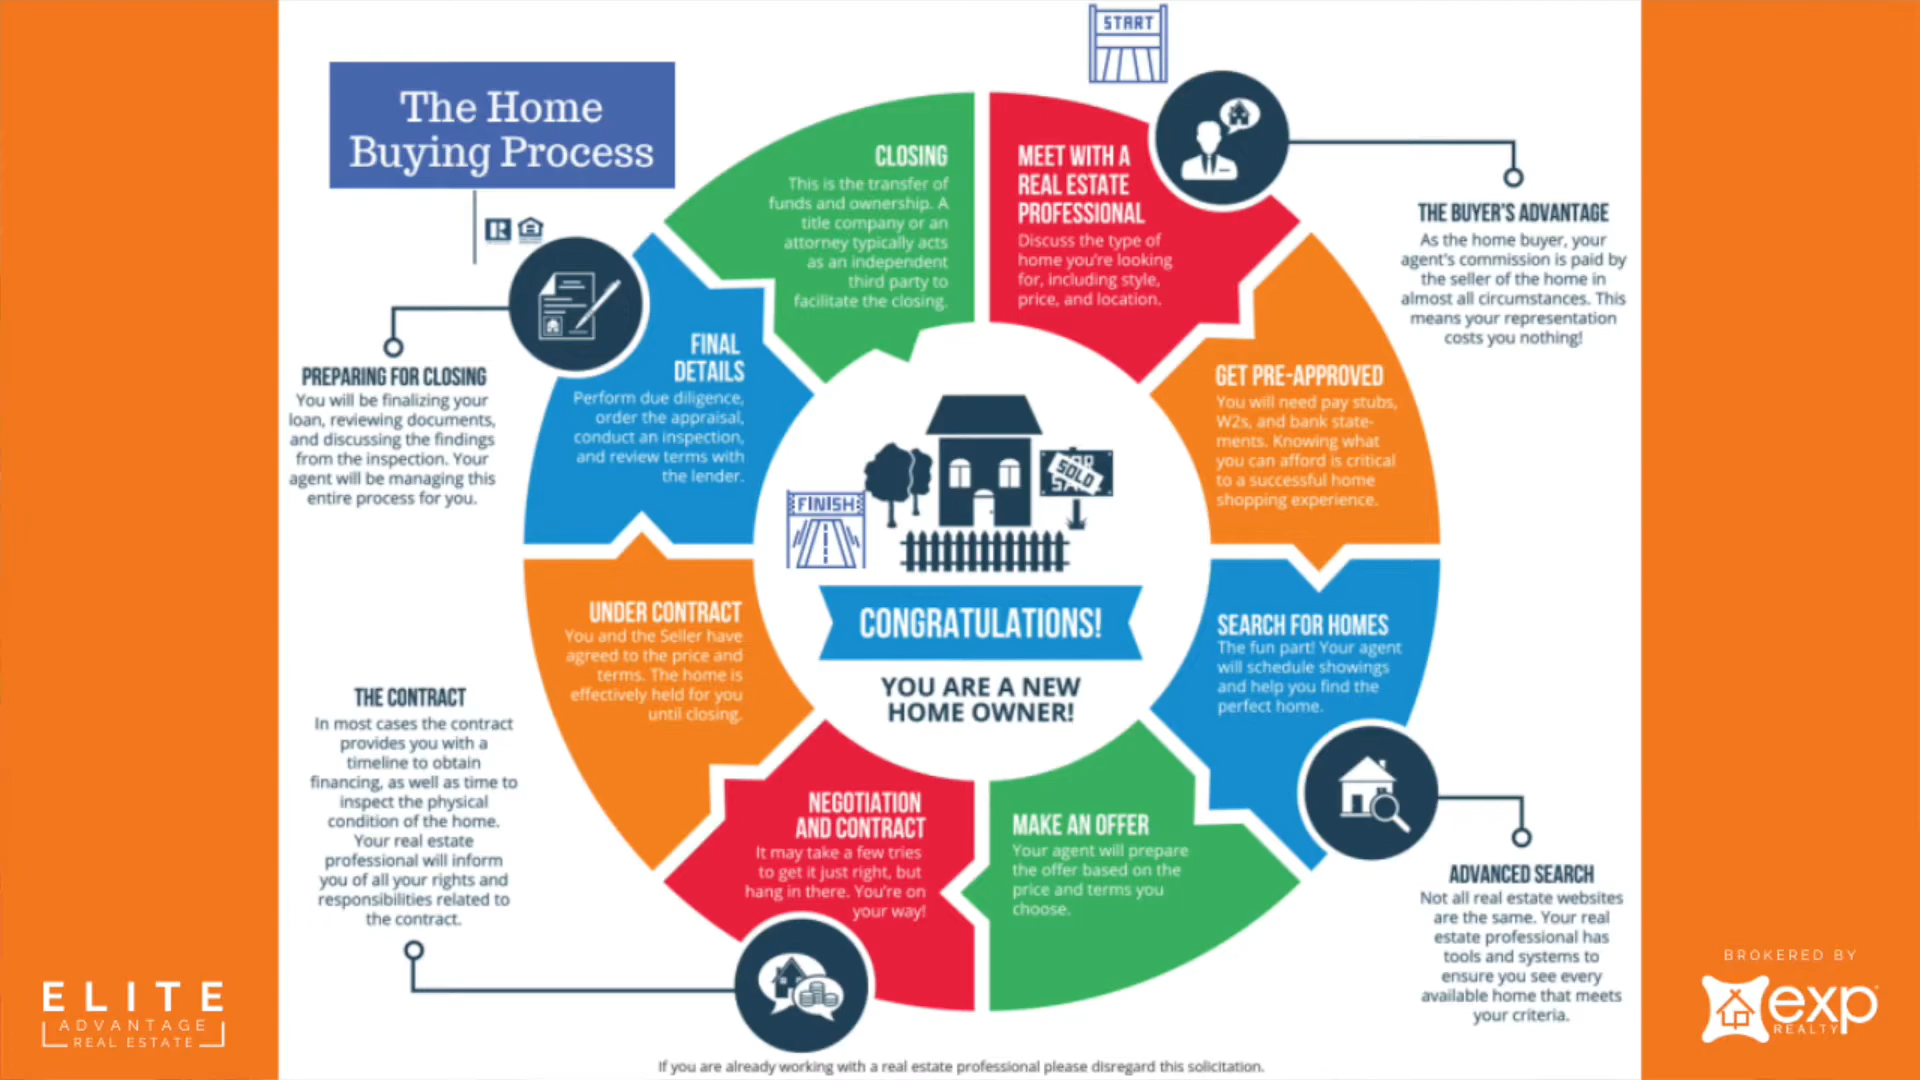 START
The Home
Buying Process
MEET WITH A
REAL ESTATE
PROFESSIONAL
Discuss the type of
home you're looking
for, including style,
price, and location.
THE BUYER'S ADVANTAGE
As the home buyer, your
agent's commission is paid by
the seller of the home in
almost all circumstances. This
means your representation
costs you nothing!
GET PRE-APPROVED
You will need pay stubs,
W2s, and bank state-
ments. Knowing what
you can afford is critical
to a successful home
shopping experience.
SEARCH FOR HOMES
The fun part! Your agent
will schedule showings
and help you find the
perfect home.
ADVANCED SEARCH
Not all real estate websites
are the same. Your real
estate professional has
tools and systems to
ensure you see every
available home that meets
your criteria.
MAKE AN OFFER
Your agent will prepare
the offer based on the
price and terms you
choose.
NEGOTIATION
AND CONTRACT
It may take a few tries
to get it just right, but
hang in there. You're on
your way!
THE CONTRACT
In most cases the contract
provides you with a
timeline to obtain
financing, as well as time to
inspect the physical
condition of the home.
Your real estate
professional will inform
you of all your rights and
responsibilities related to
the contract.
UNDER CONTRACT
You and the Seller have
agreed to the price and
terms. The home is
effectively held for you
until closing.
FINAL
DETAILS
Perform due diligence,
order the appraisal,
conduct an inspection,
and review terms with
the lender.
PREPARING FOR CLOSING
You will be finalizing your
loan, reviewing documents,
and discussing the findings
from the inspection. Your
agent will be managing this
entire process for you.
CLOSING
This is the transfer of
funds and ownership. A
title company or an
attorney typically acts
as an independent
third party to
facilitate the closing.
FINISH
SOLD
CONGRATULATIONS!
YOU ARE A NEW
HOME OWNER!
If you are already working with a real estate professional please disregard this solicitation.
ELITE
ADVANTAGE
REAL ESTATE
BROKERED BY
exp
REALTY